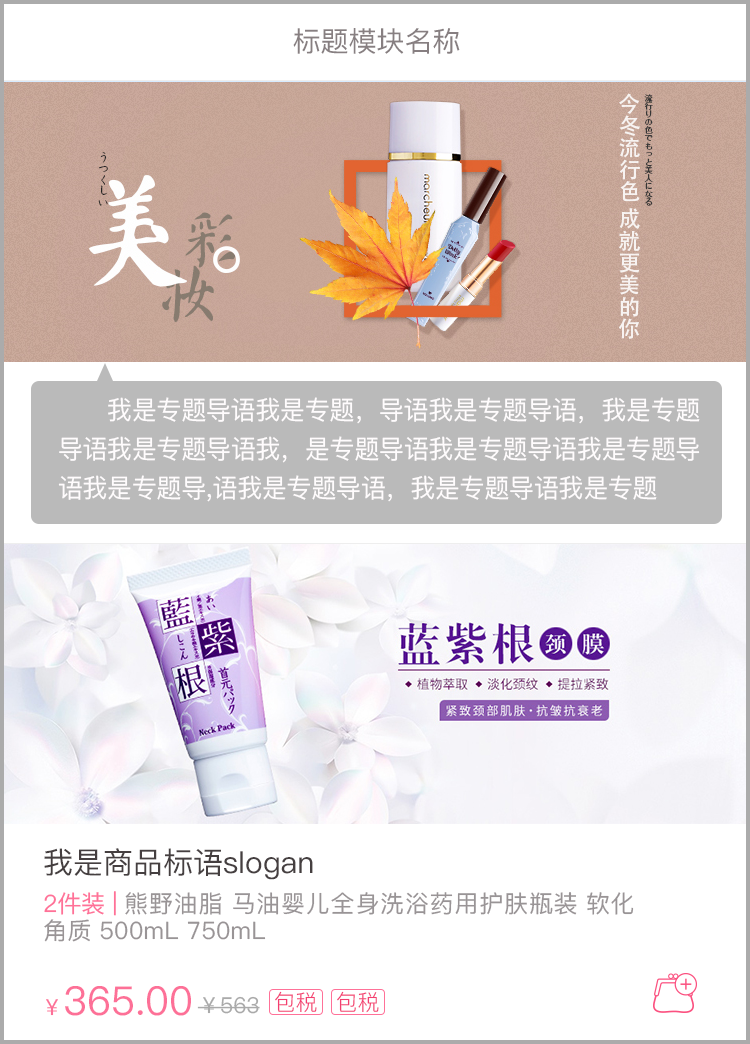 标题模块名称
うつくしい
美
彩妆
marcheur
今冬流行色 成就更美的你
流行りの色でもっと美人になる
我是专题导语我是专题，导语我是专题导语，我是专题
导语我是专题导语我，是专题导语我是专题导语我是专题导
语我是专题导,语我是专题导语，我是专题导语我是专题
藍
紫
根
あい
しこん
首元パック
Neck Pack
蓝紫根颈膜
◆ 植物萃取 ◆ 淡化颈纹 ◆ 提拉紧致
紧致颈部肌肤·抗皱抗衰老
我是商品标语slogan
2件装 | 熊野油脂 马油婴儿全身洗浴药用护肤瓶装 软化
角质 500mL 750mL
¥ 365.00 ¥ 563 包税 包税